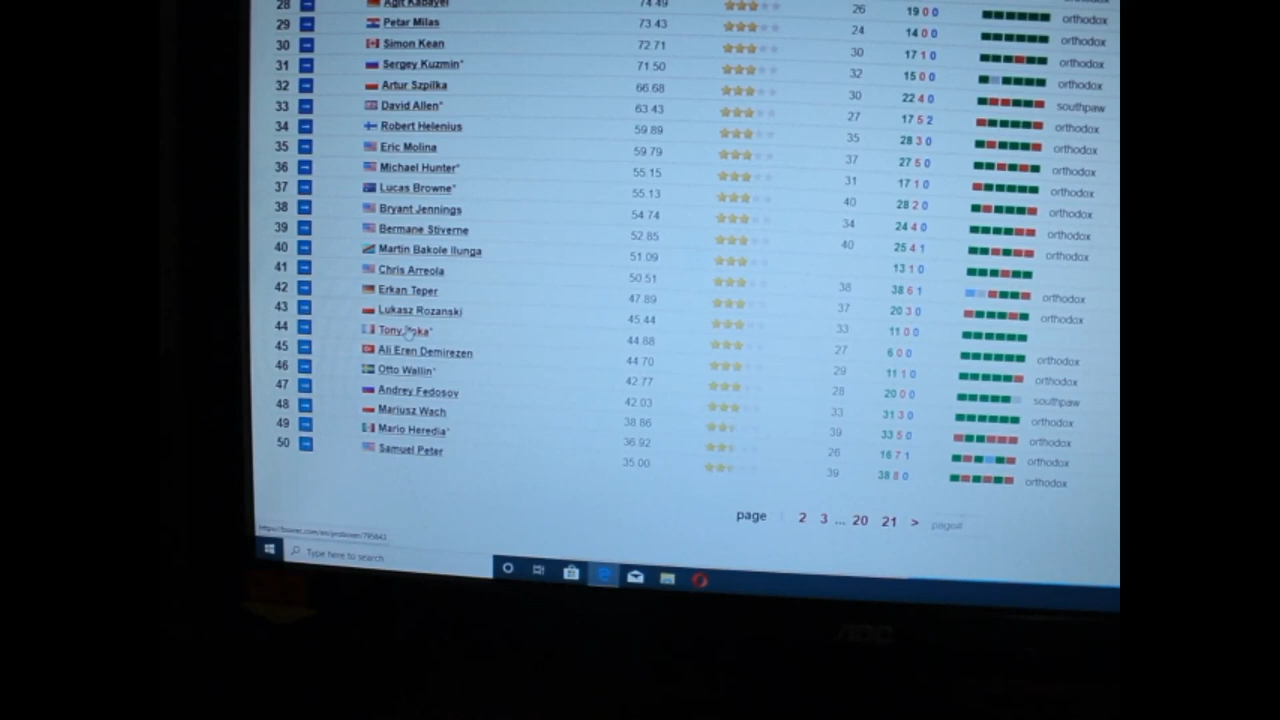 orthodox
28 Agit Kabayel 74.49 26 19 0 0 orthodox
29 Petar Milas 73.43 24 14 0 0 orthodox
30 Simon Kean 72.71 30 17 1 0 orthodox
31 Sergey Kuzmin* 71.50 32 15 0 0 orthodox
32 Artur Szpilka 66.68 30 22 4 0 southpaw
33 David Allen* 63.43 27 17 5 2 orthodox
34 Robert Helenius 59.89 35 28 3 0 orthodox
35 Eric Molina 59.79 37 27 5 0 orthodox
36 Michael Hunter* 55.15 31 17 1 0 orthodox
37 Lucas Browne* 55.13 40 28 2 0 orthodox
38 Bryant Jennings 54.74 34 24 4 0 orthodox
39 Bermane Stiverne 52.85 40 25 4 1 orthodox
40 Martin Bakole Ilunga 51.09 13 1 0
41 Chris Arreola 50.51 38 38 6 1 orthodox
42 Erkan Teper 47.89 37 20 3 0 orthodox
43 Lukasz Rozanski 45.44 33 11 0 0
44 Tony Yoka* 44.88 27 6 0 0 orthodox
45 Ali Eren Demirezen 44.70 29 11 1 0 orthodox
46 Otto Wallin* 42.77 28 20 0 0 southpaw
47 Andrey Fedosov 42.03 33 31 3 0 orthodox
48 Mariusz Wach 38.86 39 33 5 0 orthodox
49 Mario Heredia* 36.92 26 16 7 1 orthodox
50 Samuel Peter 35.00 39 38 8 0 orthodox
page 2 3 ... 20 21 > page#
Type here to search
AOC